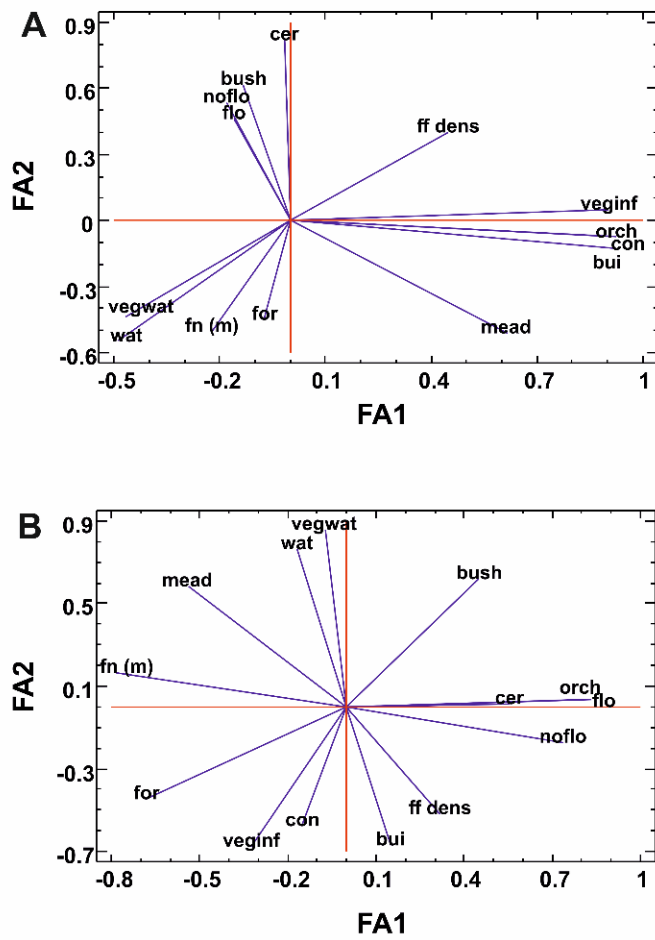 A
0.9
cer
bush
0.6
noflo
flo
ff dens
0.3
FA2
veginf
0
orch
con
bui
-0.3
vegwat
for
fn (m)
mead
wat
-0.6
-0.5
-0.2
0.1
0.4
0.7
1
FA1
B
0.9
vegwat
wat
mead
bush
0.5
fn (m)
FA2
orch
0.1
cer
flo
noflo
-0.3
for
ff dens
con
veginf
bui
-0.7
-0.8
-0.5
-0.2
0.1
0.4
0.7
1
FA1